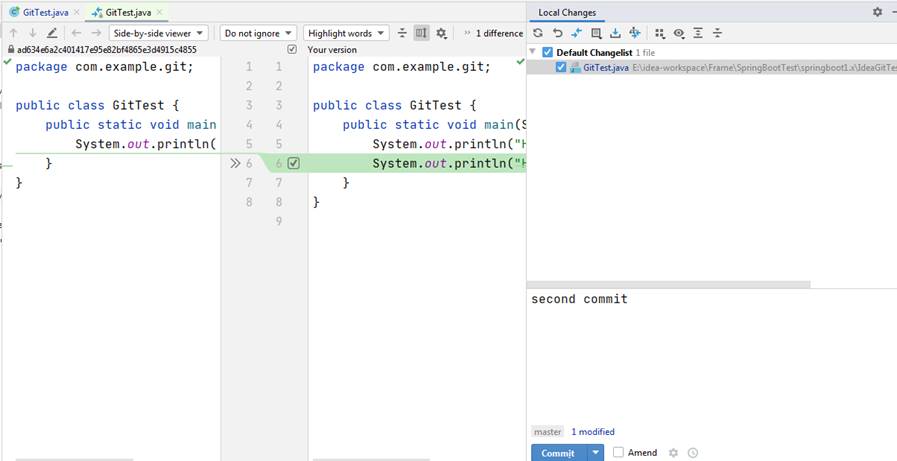 GitTest.java GitTest.java
Side-by-side viewer Do not ignore Highlight words 1 difference
ad634e6a2c401417e95e82bf4865e3d4915c4855 Your version
package com.example.git; 1 1 package com.example.git;
2 2
public class GitTest { 3 3 public class GitTest {
public static void main 4 4 public static void main(S
System.out.println( 5 5 System.out.println("H
} 6 6 System.out.println("H
} 7 7 }
8 8 }
9
Local Changes
Default Changelist 1 file
GitTest.java E:\idea-workspace\Frame\SpringBootTest\springboot1.x\IdeaGitTe
second commit
master 1 modified
Commit Amend